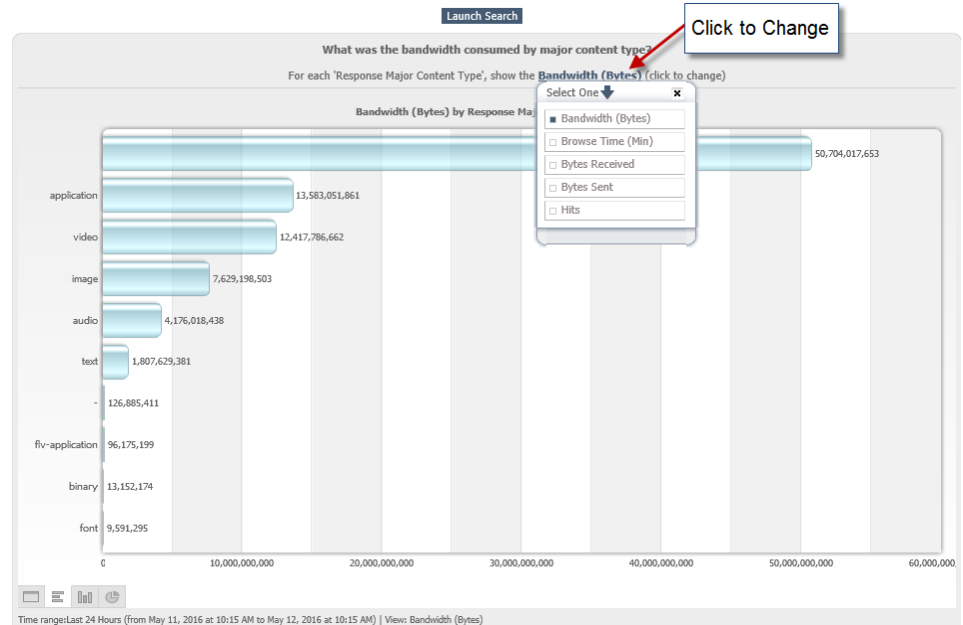 Launch Search
Click to Change
What was the bandwidth consumed by major content type?
For each 'Response Major Content Type', show the Bandwidth (Bytes) (click to change)
Select One
Bandwidth (Bytes) by Response Maj
Bandwidth (Bytes)
Browse Time (Min)
Bytes Received
Bytes Sent
Hits
50,704,017,653
application 13,583,051,861
video 12,417,786,662
image 7,629,198,503
audio 4,176,018,438
text 1,807,629,381
- 126,885,411
flv-application 96,175,199
binary 13,152,174
font 9,591,295
0 10,000,000,000 20,000,000,000 30,000,000,000 40,000,000,000 60,000,000,
Time range:Last 24 Hours (from May 11, 2016 at 10:15 AM to May 12, 2016 at 10:15 AM) | View: Bandwidth (Bytes)